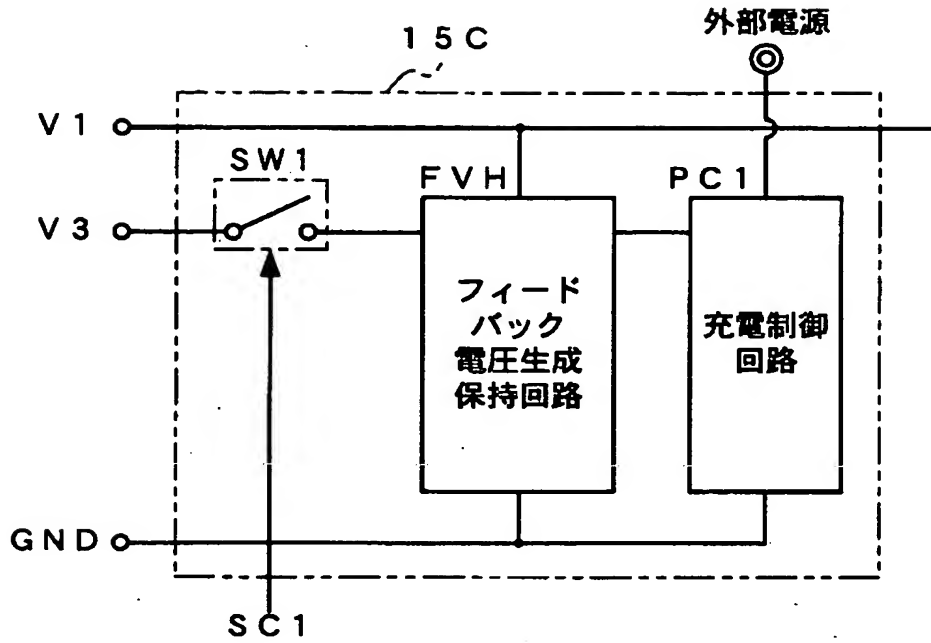 外部電源
15C
V1
SW1
FVH
PC1
V3
フィード
バック
電圧生成
保持回路
充電制御
回路
GND
SC1